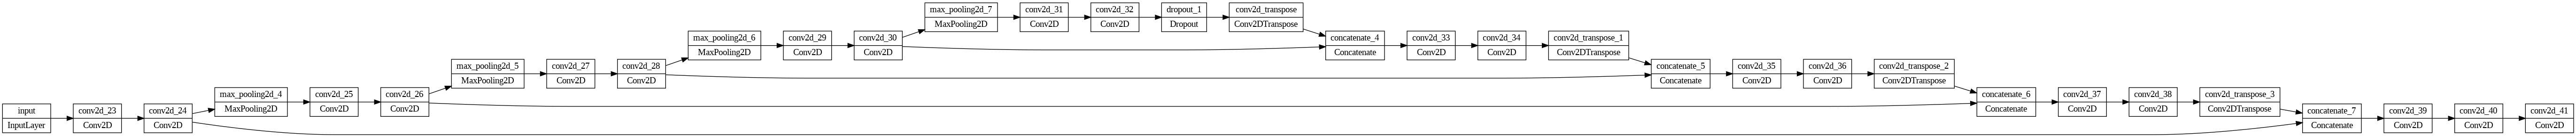 input
InputLayer
conv2d_23
Conv2D
conv2d_24
Conv2D
max_pooling2d_4
MaxPooling2D
conv2d_25
Conv2D
conv2d_26
Conv2D
max_pooling2d_5
MaxPooling2D
conv2d_27
Conv2D
conv2d_28
Conv2D
max_pooling2d_6
MaxPooling2D
conv2d_29
Conv2D
conv2d_30
Conv2D
max_pooling2d_7
MaxPooling2D
conv2d_31
Conv2D
conv2d_32
Conv2D
dropout_1
Dropout
conv2d_transpose
Conv2DTranspose
concatenate_4
Concatenate
conv2d_33
Conv2D
conv2d_34
Conv2D
conv2d_transpose_1
Conv2DTranspose
concatenate_5
Concatenate
conv2d_35
Conv2D
conv2d_36
Conv2D
conv2d_transpose_2
Conv2DTranspose
concatenate_6
Concatenate
conv2d_37
Conv2D
conv2d_38
Conv2D
conv2d_transpose_3
Conv2DTranspose
concatenate_7
Concatenate
conv2d_39
Conv2D
conv2d_40
Conv2D
conv2d_41
Conv2D